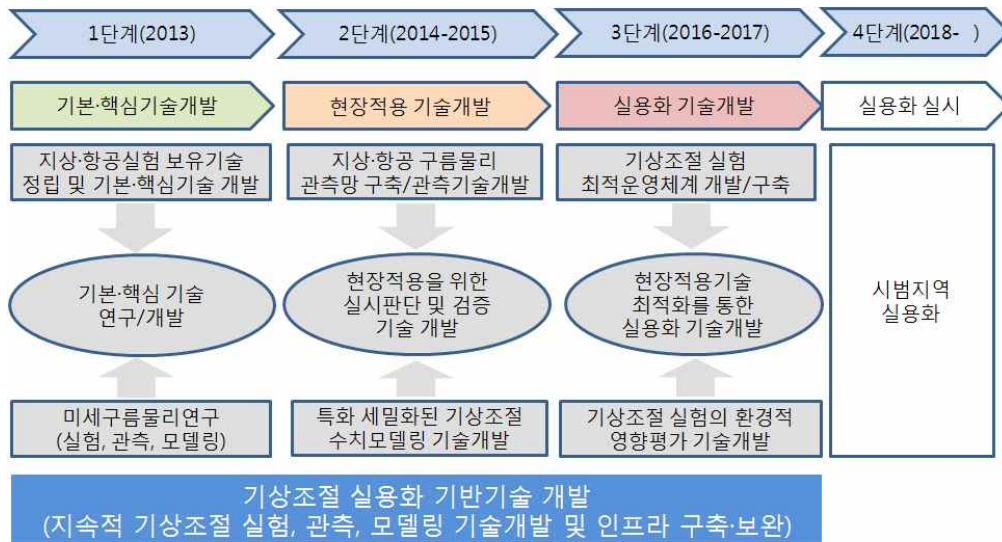 1단계(2013)
2단계(2014-2015)
3단계(2016-2017)
4단계(2018- )
기본·핵심기술개발
현장적용 기술개발
실용화 기술개발
실용화 실시
지상·항공실험 보유기술
정립 및 기본·핵심기술 개발
지상·항공 구름물리
관측망 구축/관측기술개발
기상조절 실험
최적운영체계 개발/구축
기본·핵심 기술
연구/개발
현장적용을 위한
실시판단 및 검증
기술 개발
현장적용기술
최적화를 통한
실용화 기술개발
시범지역
실용화
미세구름물리연구
(실험, 관측, 모델링)
특화 세밀화된 기상조절
수치모델링 기술개발
기상조절 실험의 환경적
영향평가 기술개발
기상조절 실용화 기반기술 개발
(지속적 기상조절 실험, 관측, 모델링 기술개발 및 인프라 구축·보완)